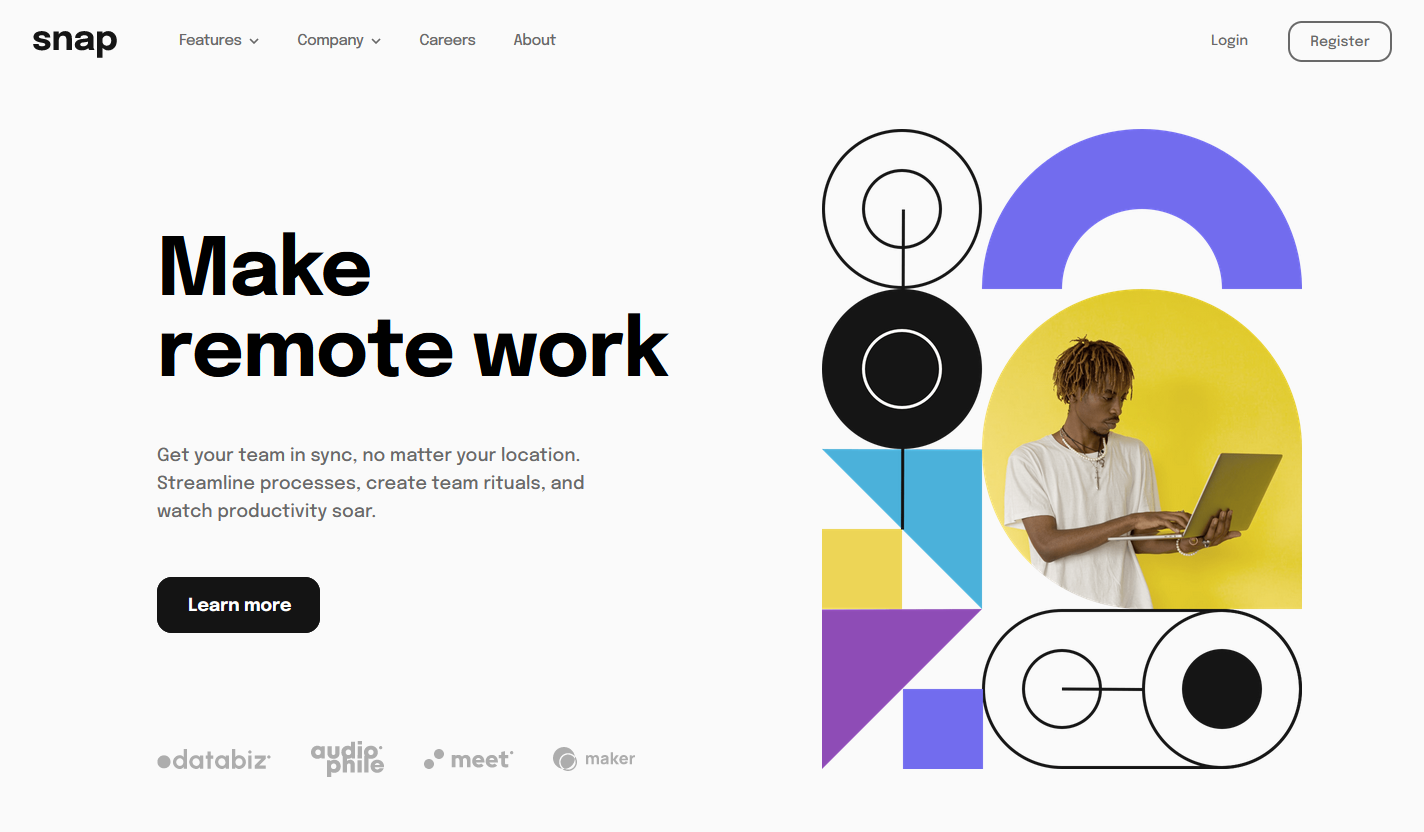 snap
Features
Company
Careers
About
Login
Register
Make
remote work
Get your team in sync, no matter your location.
Streamline processes, create team rituals, and
watch productivity soar.
Learn more
databiz
audio
phile
meet
maker